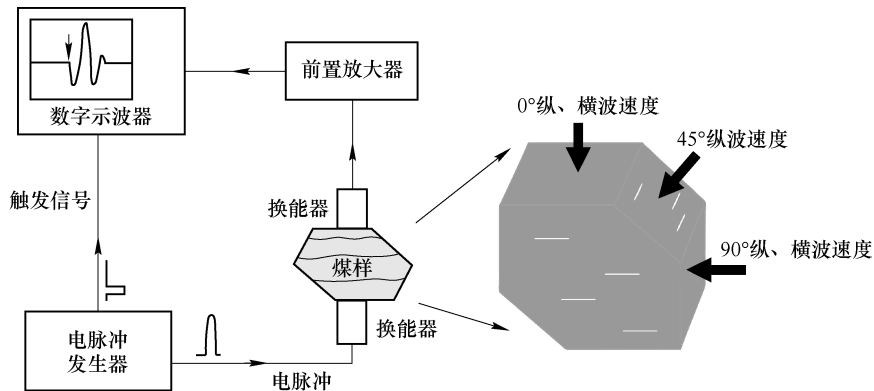 数字示波器
前置放大器
0°纵、横波速度
45°纵波速度
触发信号
换能器
煤样
90°纵、横波速度
换能器
电脉冲
发生器
电脉冲